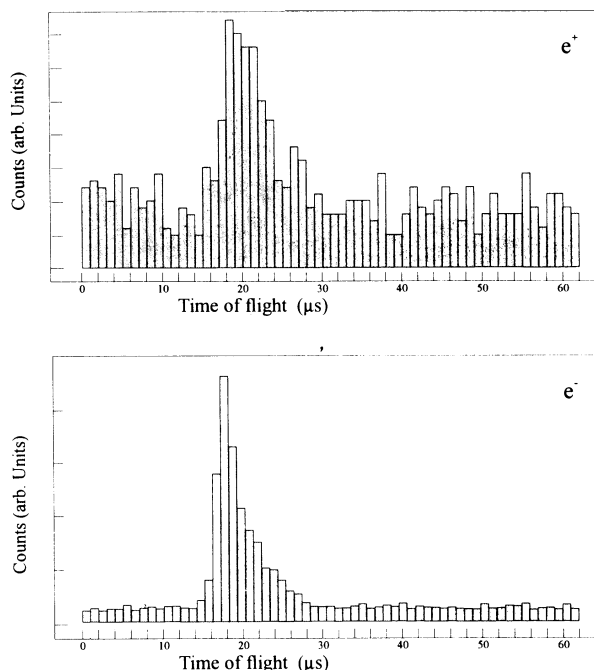 e+
Counts (arb. Units)
0 10 20 30 40 50 60
Time of flight (µs)
e-
Counts (arb. Units)
0 10 20 30 40 50 60
Time of flight (µs)